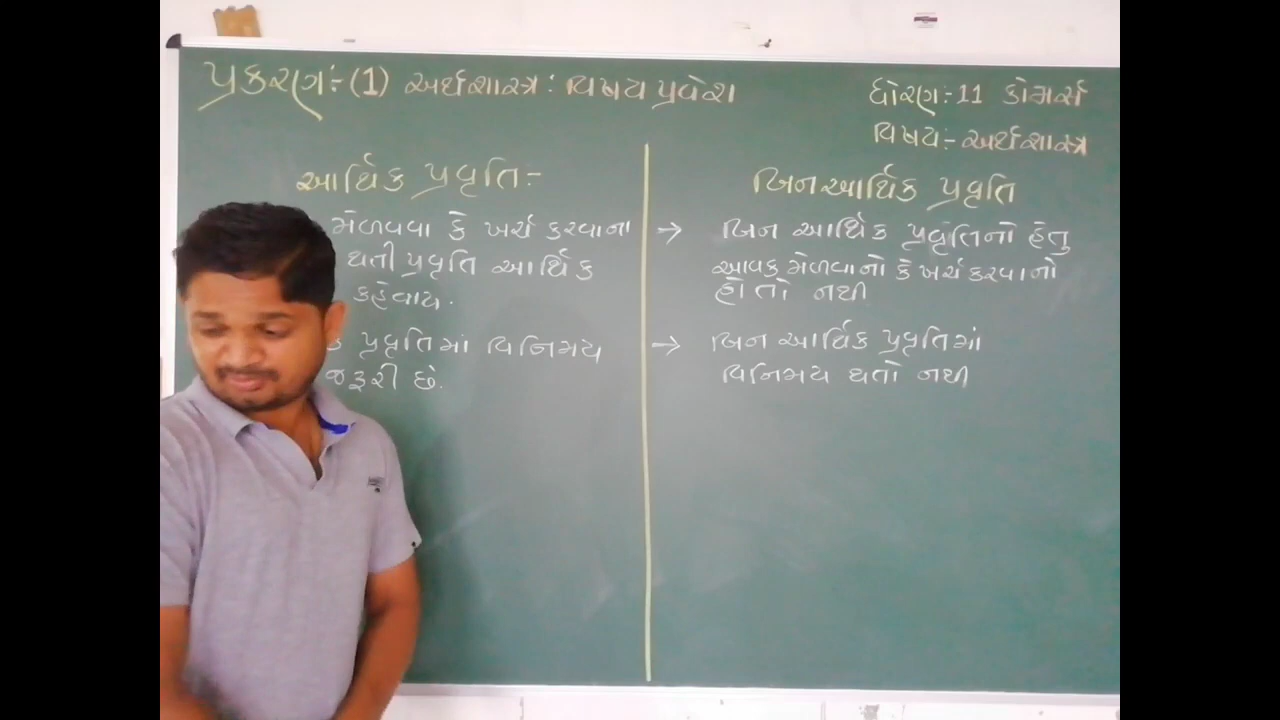 પ્રકરણ:-(1) અર્થશાસ્ત્ર : વિષય પ્રવેશ
ધોરણ:-11 કોમર્સ
વિષય:- અર્થશાસ્ત્ર
આર્થિક પ્રવૃતિ:-
મેળવવા કે ખર્ચ કરવાના
થતી પ્રવૃતિ આર્થિક
કહેવાય.
પ્રવૃતિમાં વિનિમય
જરૂરી છે.
બિનઆર્થિક પ્રવૃતિ
→ બિન આર્થિક પ્રવૃતિનો હેતુ
આવક મેળવાનો કે ખર્ચ કરવાનો
હોતો નથી
→ બિન આર્થિક પ્રવૃતિમાં
વિનિમય થતો નથી